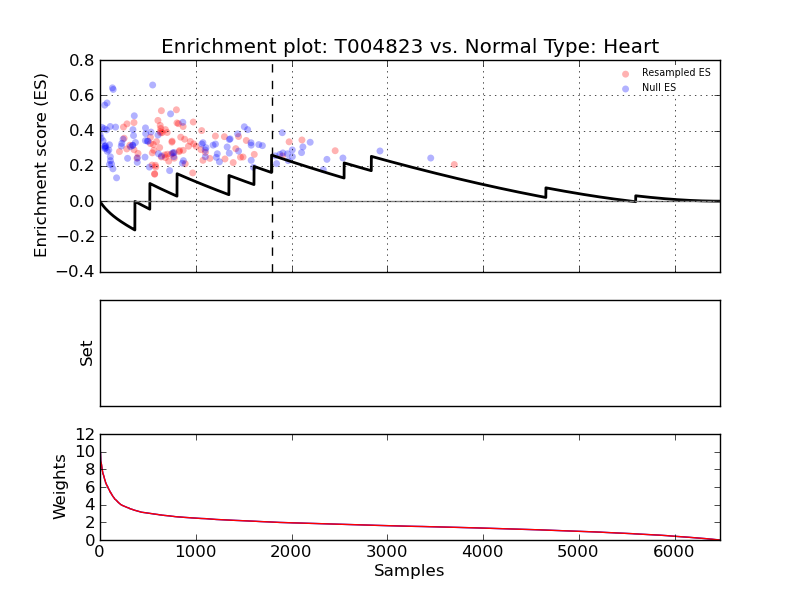 Enrichment plot: T004823 vs. Normal Type: Heart
Enrichment score (ES)
0.8
0.6
0.4
0.2
0.0
−0.2
−0.4
Resampled ES
Null ES
Set
Weights
12
10
8
6
4
2
0
0 1000 2000 3000 4000 5000 6000
Samples